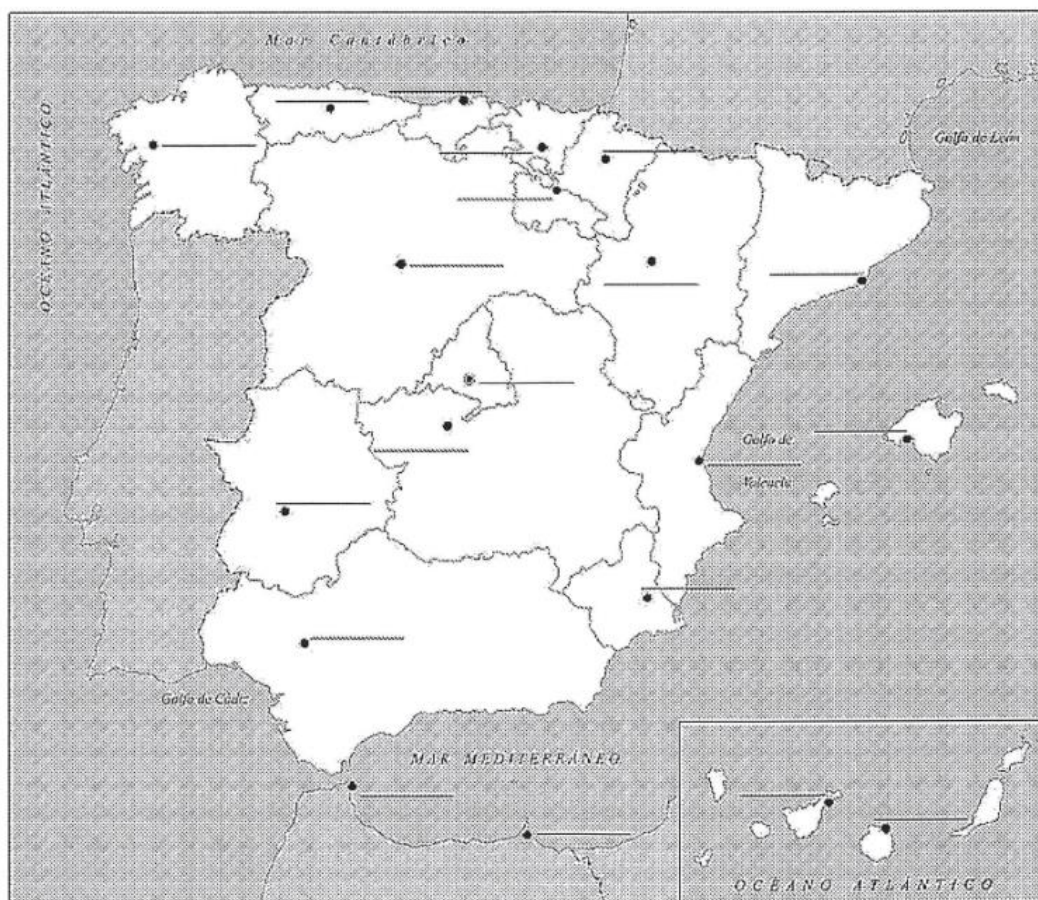 Mar Cantábrico
OCÉANO ATLÁNTICO
Golfo de León
Golfo de
Valencia
Golfo de Cádiz
MAR MEDITERRÁNEO
OCÉANO ATLÁNTICO